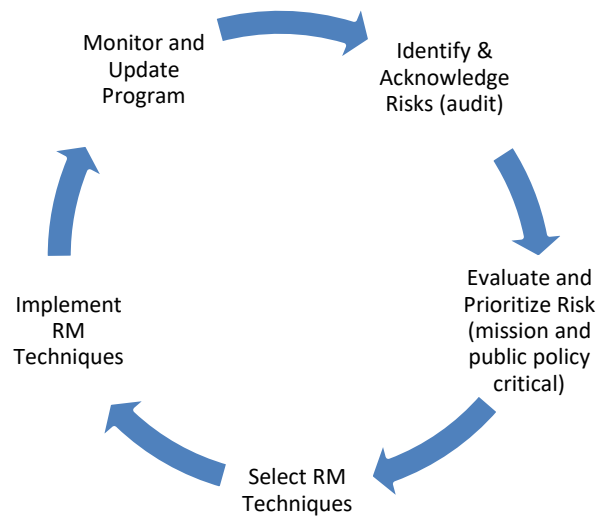 Monitor and
Update
Program
Identify &
Acknowledge
Risks (audit)
Evaluate and
Prioritize Risk
(mission and
public policy
critical)
Select RM
Techniques
Implement
RM
Techniques